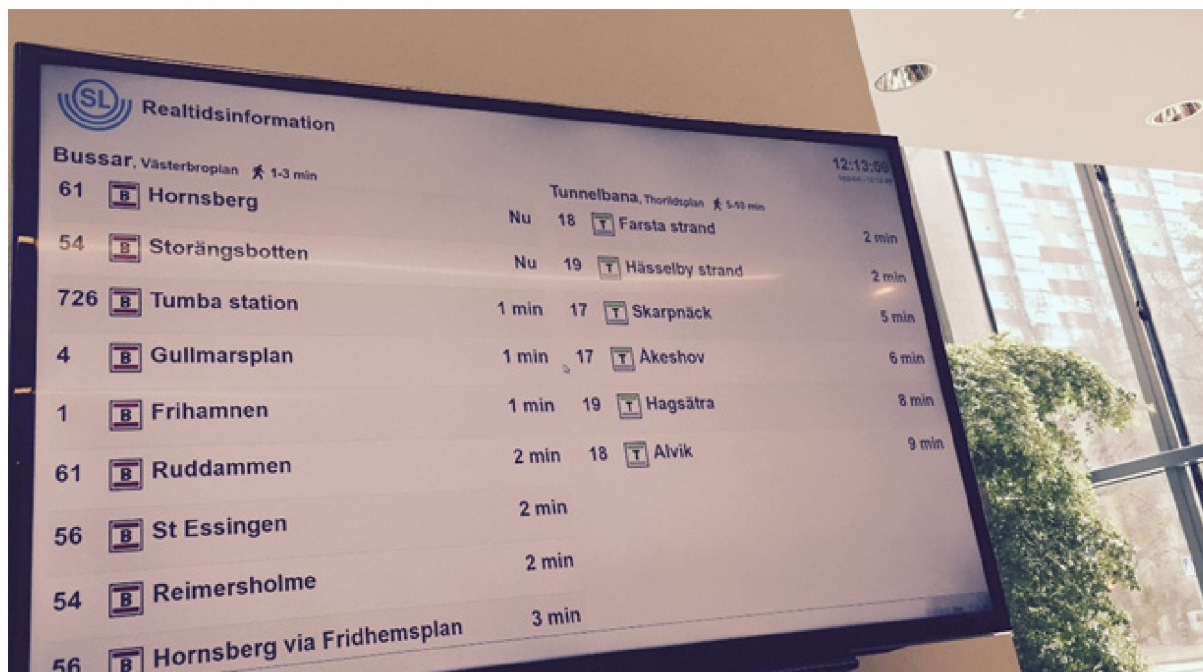 SL Realtidsinformation
12:13:00
Bussar, Västerbroplan 1-3 min
61 B Hornsberg Nu
54 B Storängsbotten Nu
726 B Tumba station 1 min
4 B Gullmarsplan 1 min
1 B Frihamnen 1 min
61 B Ruddammen 2 min
56 B St Essingen 2 min
54 B Reimersholme 2 min
56 B Hornsberg via Fridhemsplan 3 min
Tunnelbana, Thorildsplan 5-10 min
18 T Farsta strand 2 min
19 T Hässelby strand 2 min
17 T Skarpnäck 5 min
17 T Åkeshov 6 min
19 T Hagsätra 8 min
18 T Alvik 9 min